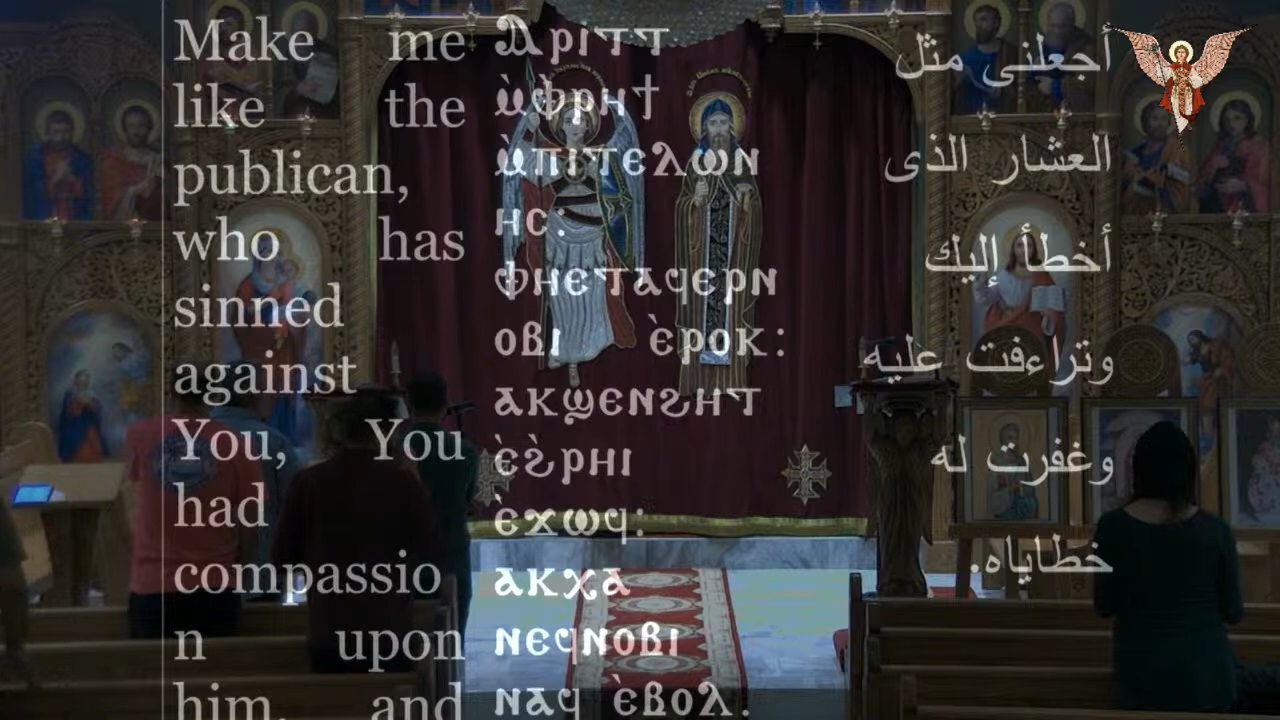 Make me
like the
publican,
who has
sinned
against
You, You
had
compassio
n upon
him, and
Ⲁⲣⲓⲧⲧ
ⲙ̀ⲫⲣⲏϯ
ⲙ̀ⲡⲓⲧⲉⲗⲱⲛ
ⲏⲥ:
ⲫⲏⲉⲧⲁϥⲉⲣⲛ
ⲟⲃⲓ ⲉ̀ⲣⲟⲕ:
ⲁⲕϣⲉⲛϩⲏⲧ
ⲉ̀ϩ̀ⲣⲏⲓ
ⲉ̀ϫⲱϥ:
ⲁⲕⲭⲁ
ⲛⲉϥⲛⲟⲃⲓ
ⲛⲁϥ ⲉ̀ⲃⲟⲗ:
أجعلنى مثل
العشار الذى
أخطأ إليك
وتراءفت عليه
وغفرت له
خطاياه.